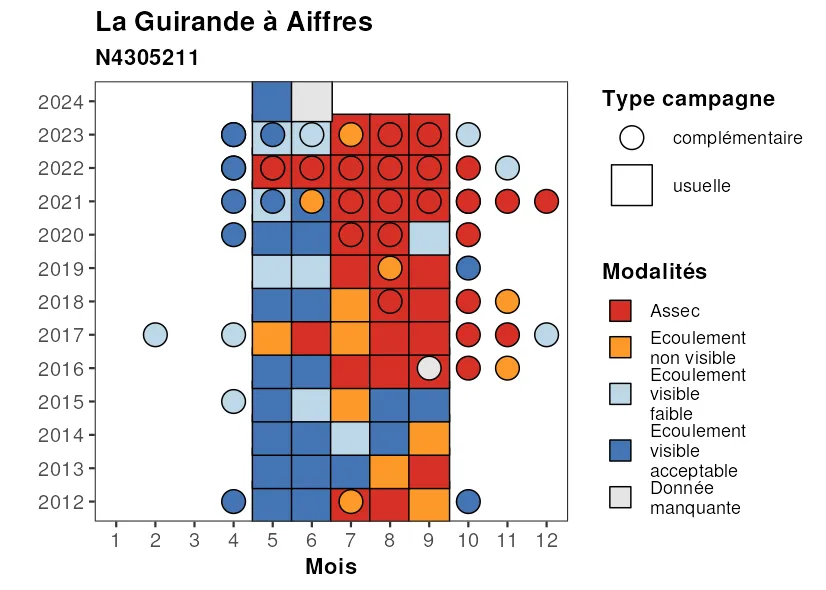 La Guirande à Aiffres
N4305211
2024
2023
2022
2021
2020
2019
2018
2017
2016
2015
2014
2013
2012
1 2 3 4 5 6 7 8 9 10 11 12
Mois
Type campagne
complémentaire
usuelle
Modalités
Assec
Ecoulement
non visible
Ecoulement
visible
faible
Ecoulement
visible
acceptable
Donnée
manquante